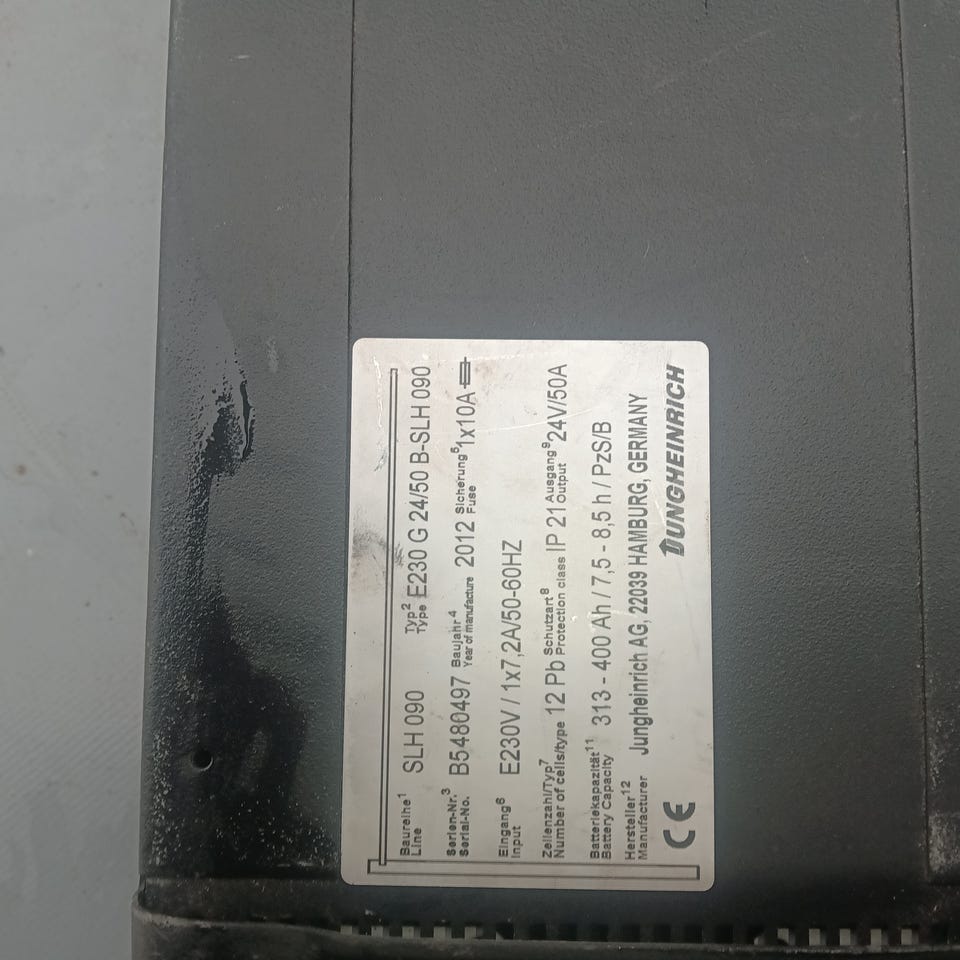 Baureihe¹ SLH 090 Typ² E230 G 24/50 B-SLH 090
Line Type
Serien-Nr.³ B5480497 Baujahr⁴ 2012 Sicherung⁵ 1x10A
Serial-No. Year of manufacture Fuse
Eingang⁶ E230V / 1x7,2A/50-60HZ
Input
Zellenzahl/Typ⁷ 12 Pb Schutzart⁸ IP 21 Ausgang⁹ 24V/50A
Number of cells/type Protection class Output
Batteriekapazität¹¹ 313 - 400 Ah / 7,5 - 8,5 h / PzS/B
Battery Capacity
Hersteller¹² Jungheinrich AG, 22039 HAMBURG, GERMANY
Manufacturer
CE JUNGHEINRICH